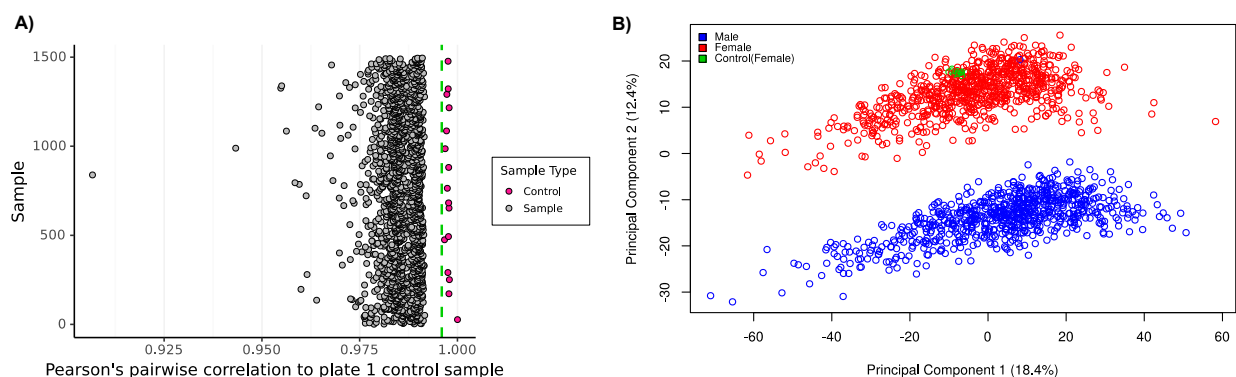 A)
1500
1000
500
0
Sample
0.925
0.950
0.975
1.000
Pearson's pairwise correlation to plate 1 control sample
Sample Type
Control
Sample
B)
Male
Female
Control(Female)
20
10
0
-10
-20
-30
Principal Component 2 (12.4%)
-60
-40
-20
0
20
40
60
Principal Component 1 (18.4%)